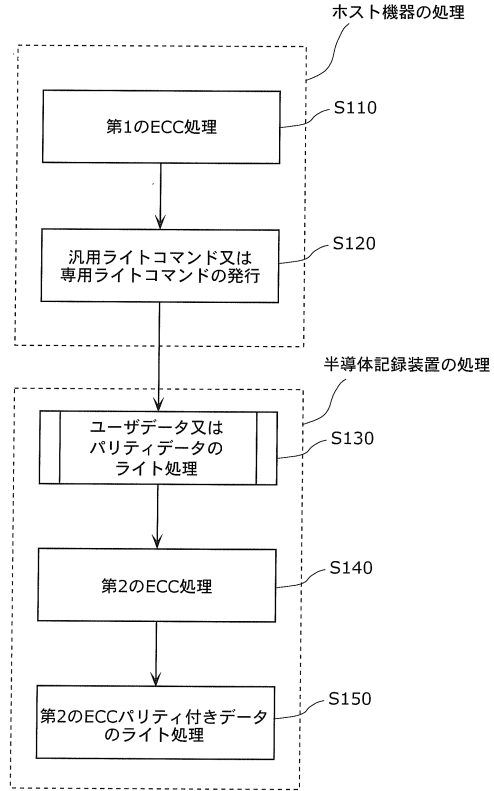 ホスト機器の処理
第1のECC処理
S110
汎用ライトコマンド又は
専用ライトコマンドの発行
S120
半導体記録装置の処理
ユーザデータ又は
パリティデータの
ライト処理
S130
第2のECC処理
S140
第2のECCパリティ付きデータ
のライト処理
S150